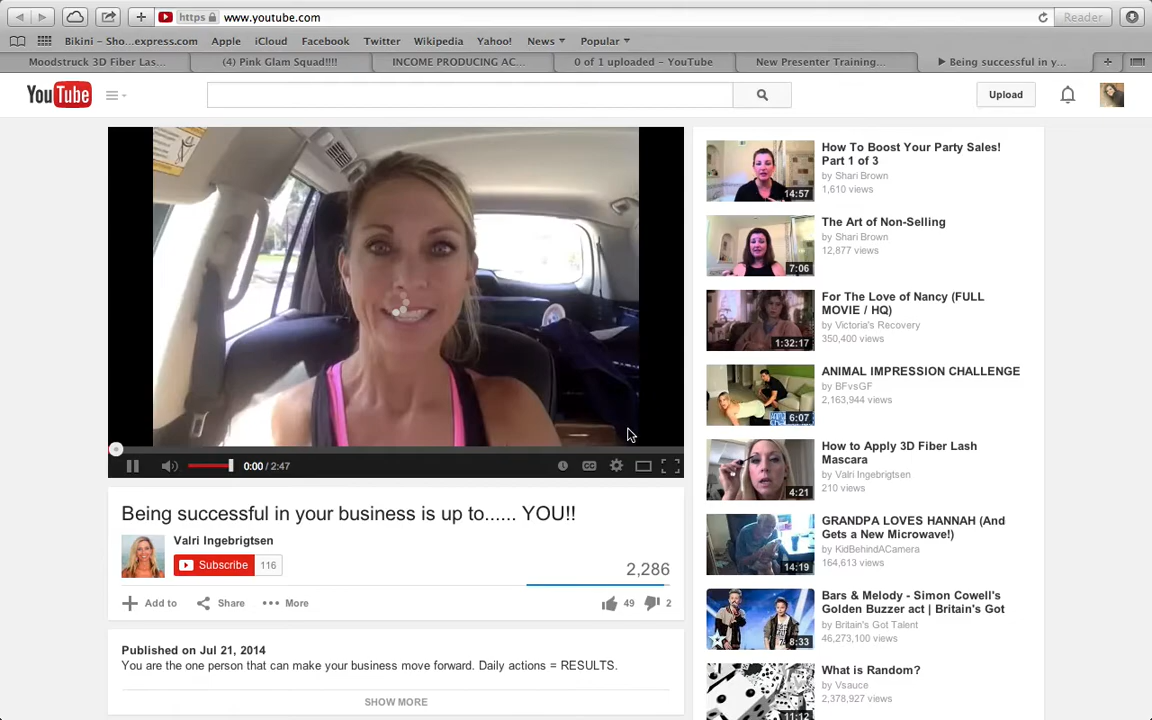 https www.youtube.com Reader
Bikini – Sho...express.com Apple iCloud Facebook Twitter Wikipedia Yahoo! News Popular
Moodstruck 3D Fiber Las... (4) Pink Glam Squad!!!! INCOME PRODUCING AC... 0 of 1 uploaded – YouTube New Presenter Training... Being successful in y...
YouTube Upload
0:00 / 2:47 CC
Being successful in your business is up to...... YOU!!
Valri Ingebrigtsen
Subscribe 116
2,286
Add to Share More 49 2
Published on Jul 21, 2014
You are the one person that can make your business move forward. Daily actions = RESULTS.
SHOW MORE
How To Boost Your Party Sales!
Part 1 of 3
by Shari Brown
1,610 views
14:57
The Art of Non-Selling
by Shari Brown
12,877 views
7:06
For The Love of Nancy (FULL
MOVIE / HQ)
by Victoria's Recovery
350,400 views
1:32:17
ANIMAL IMPRESSION CHALLENGE
by BFvsGF
2,163,944 views
6:07
How to Apply 3D Fiber Lash
Mascara
by Valri Ingebrigtsen
210 views
4:21
GRANDPA LOVES HANNAH (And
Gets a New Microwave!)
by KidBehindACamera
164,613 views
14:19
Bars & Melody - Simon Cowell's
Golden Buzzer act | Britain's Got
by Britain's Got Talent
46,273,100 views
8:33
What is Random?
by Vsauce
2,378,927 views
11:12